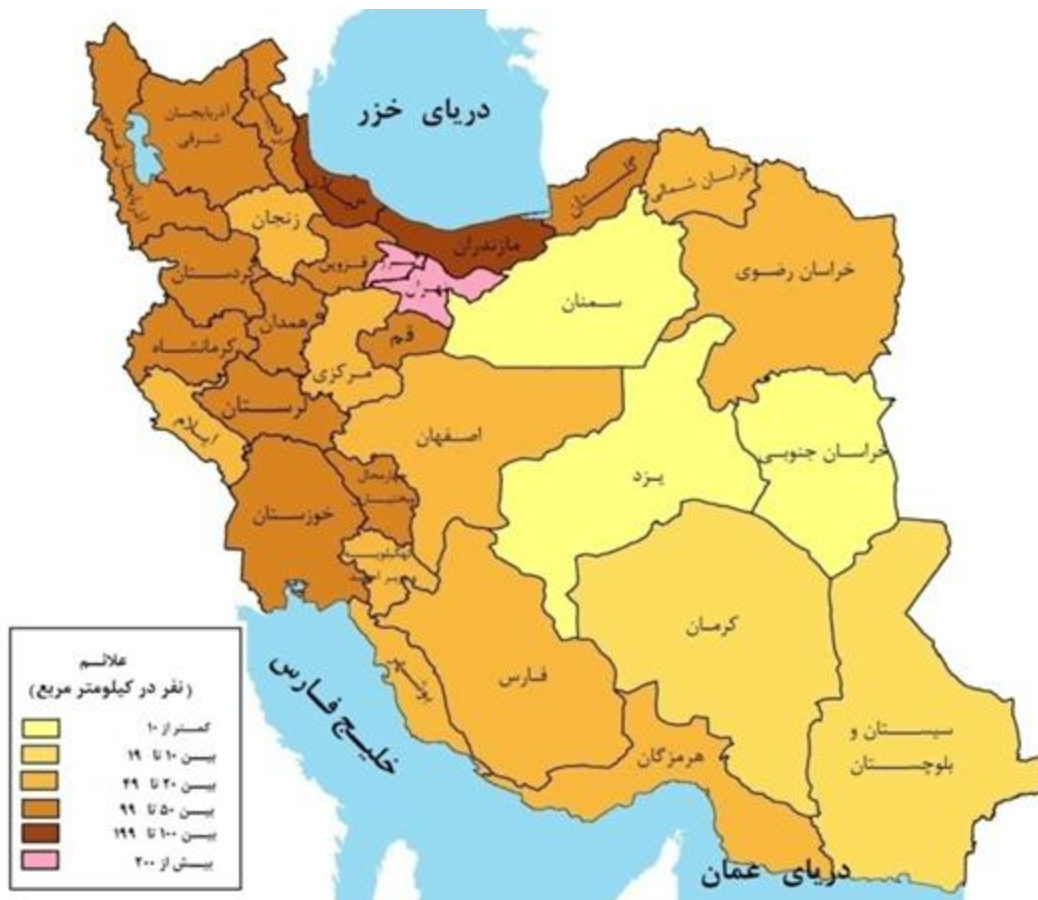 دریای خزر
آذربایجان
شرقی
گلستان
خراسان شمالی
زنجان
مازندران
قزوین
تهران
خراسان رضوی
کردستان
سمنان
همدان
قم
کرمانشاه
مرکزی
لرستان
ایلام
اصفهان
خراسان جنوبی
یزد
چهارمحال
بختیاری
خوزستان
کرمان
فارس
خلیج فارس
سیستان و
بلوچستان
هرمزگان
دریای عمان
علائم
(نفر در کیلومتر مربع)
کمتر از ۱۰
بین ۱۰ تا ۱۹
بین ۲۰ تا ۴۹
بین ۵۰ تا ۹۹
بین ۱۰۰ تا ۱۹۹
بیش از ۲۰۰